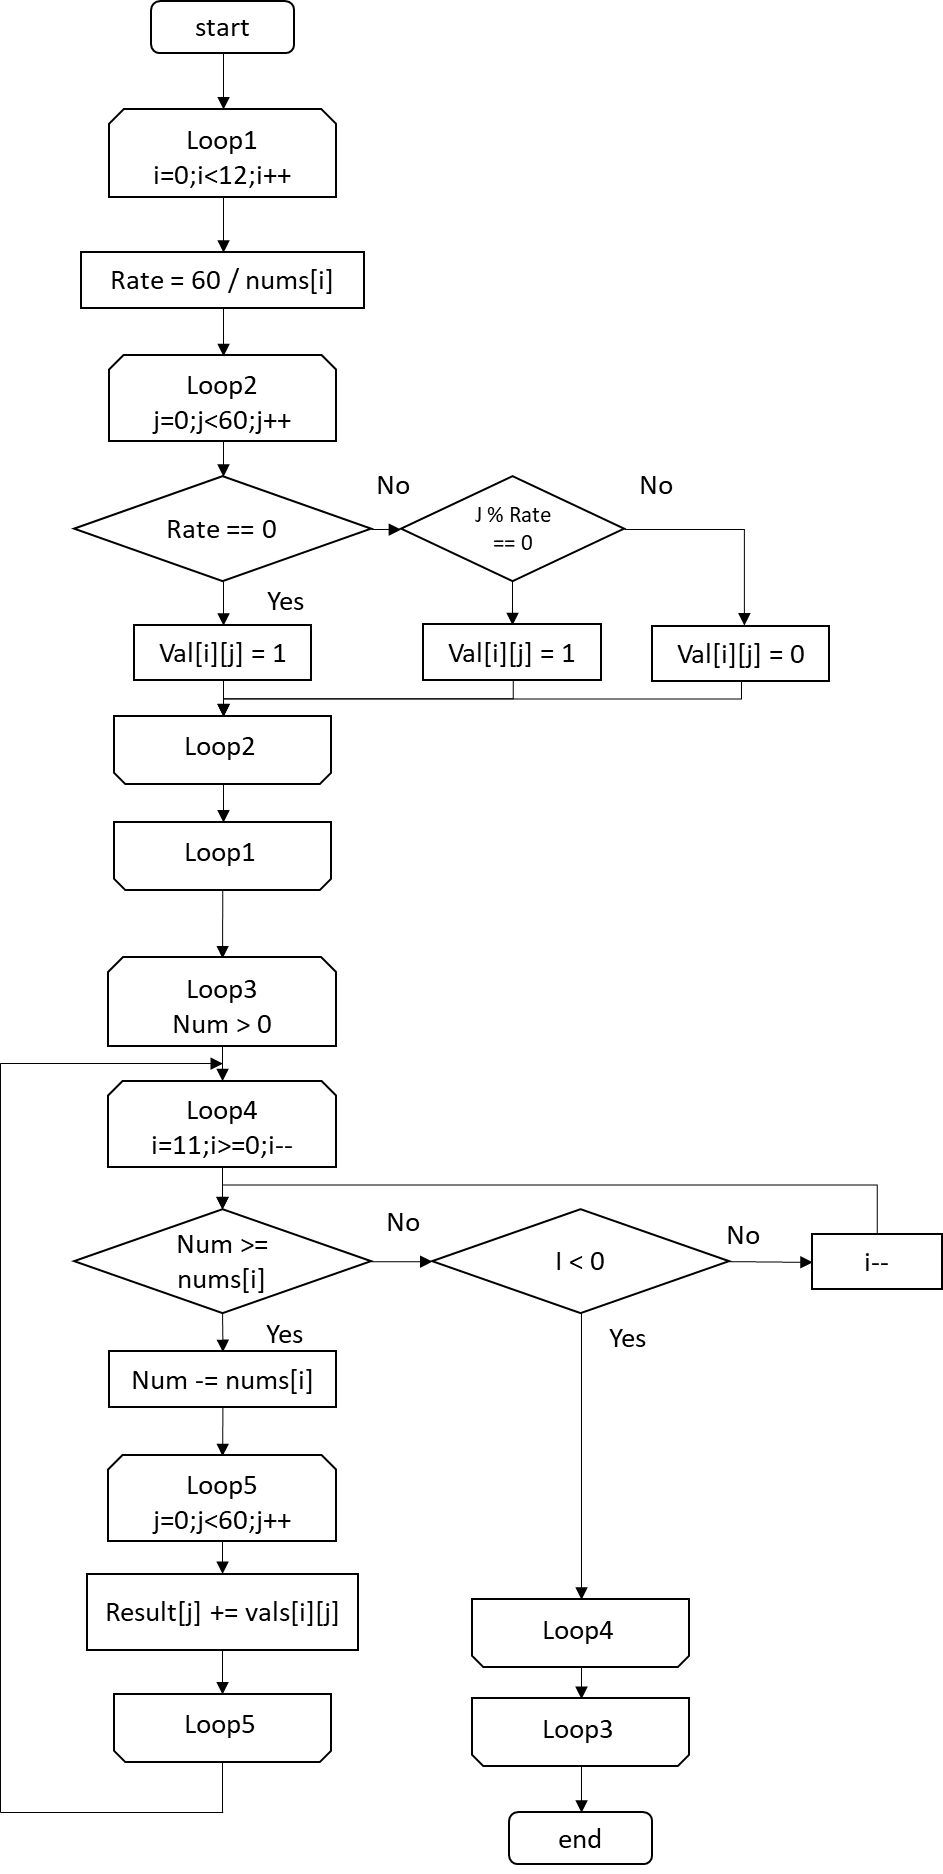 start
Loop1
i=0;i<12;i++
Rate = 60 / nums[i]
Loop2
j=0;j<60;j++
Rate == 0
No
J % Rate
== 0
No
Yes
Val[i][j] = 1
Val[i][j] = 1
Val[i][j] = 0
Loop2
Loop1
Loop3
Num > 0
Loop4
i=11;i>=0;i--
Num >=
nums[i]
No
I < 0
No
i--
Yes
Yes
Num -= nums[i]
Loop5
j=0;j<60;j++
Result[j] += vals[i][j]
Loop5
Loop4
Loop3
end